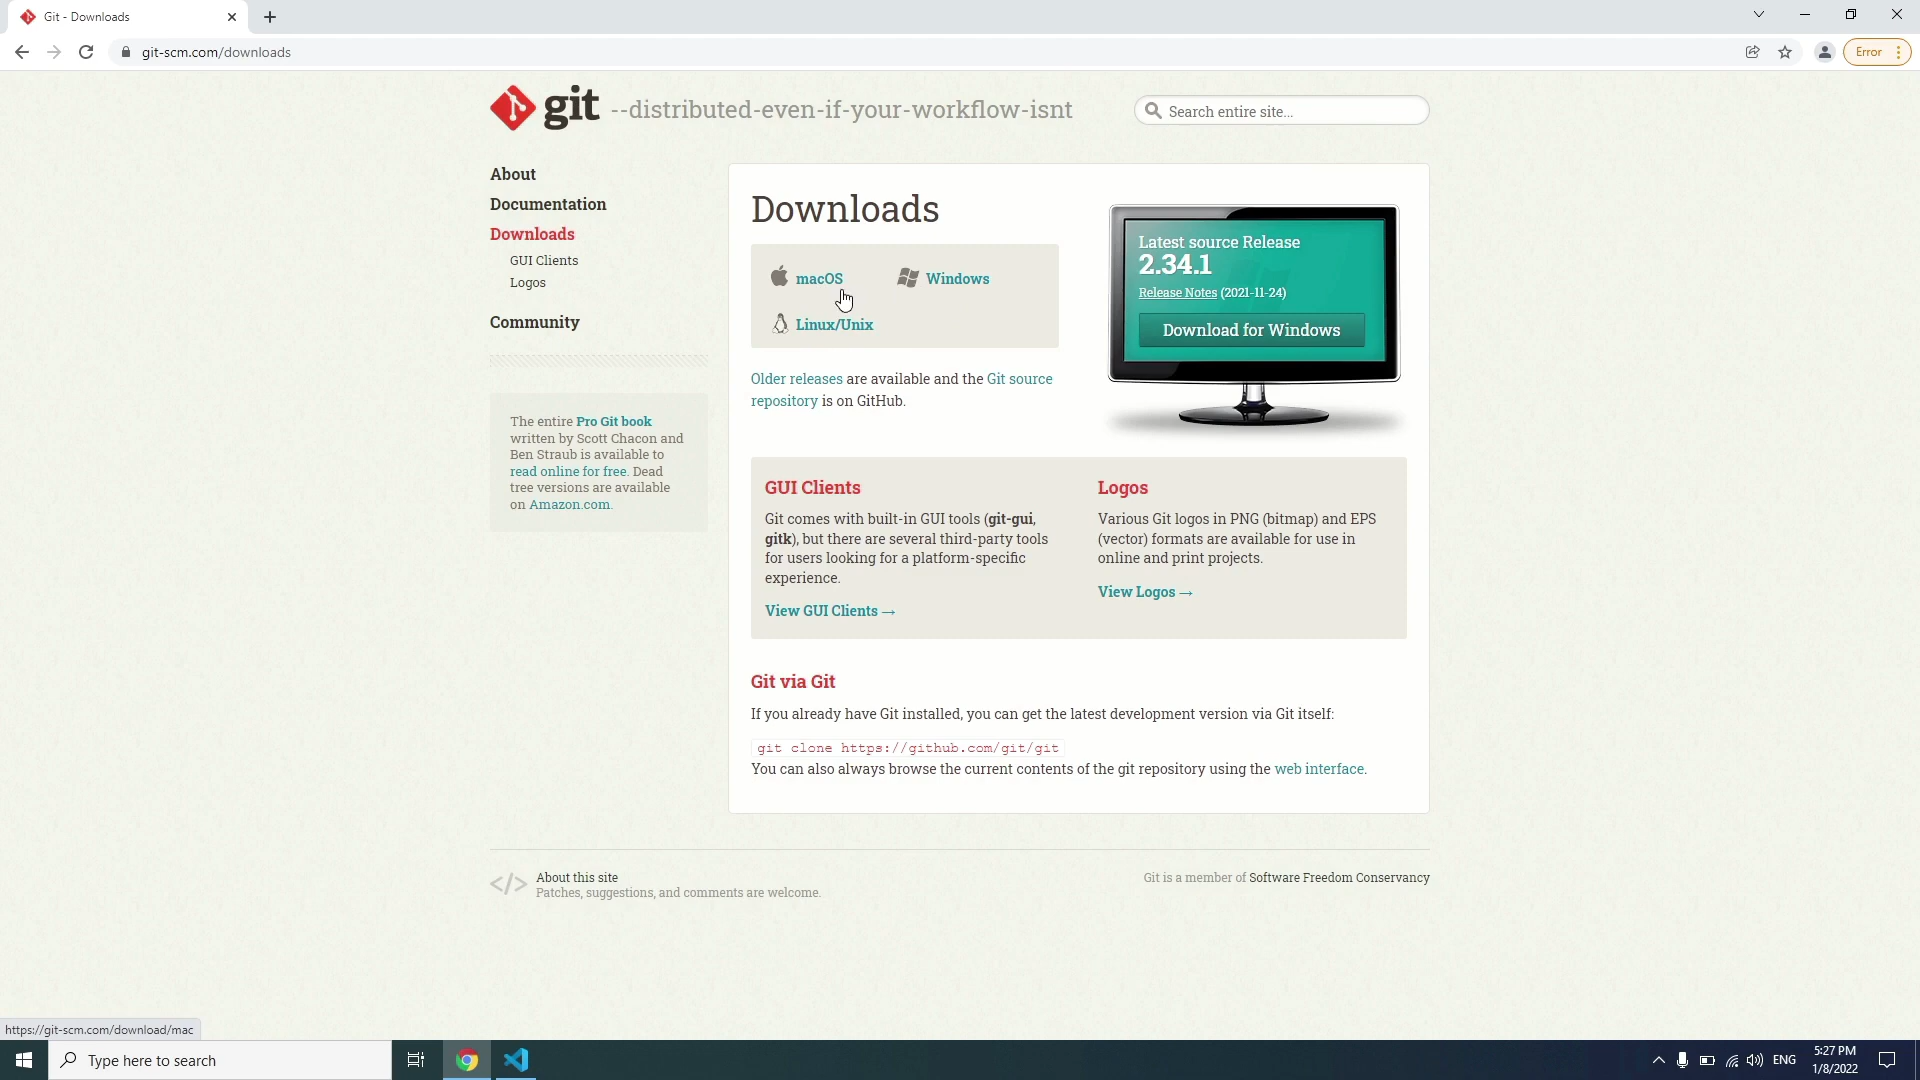 Git - Downloads
git-scm.com/downloads
Error
git --distributed-even-if-your-workflow-isnt
Search entire site...
About
Documentation
Downloads
GUI Clients
Logos
Community
The entire Pro Git book
written by Scott Chacon and
Ben Straub is available to
read online for free. Dead
tree versions are available
on Amazon.com.
Downloads
macOS
Windows
Linux/Unix
Older releases are available and the Git source
repository is on GitHub.
Latest source Release
2.34.1
Release Notes (2021-11-24)
Download for Windows
GUI Clients
Git comes with built-in GUI tools (git-gui,
gitk), but there are several third-party tools
for users looking for a platform-specific
experience.
View GUI Clients →
Logos
Various Git logos in PNG (bitmap) and EPS
(vector) formats are available for use in
online and print projects.
View Logos →
Git via Git
If you already have Git installed, you can get the latest development version via Git itself:
git clone https://github.com/git/git
You can also always browse the current contents of the git repository using the web interface.
</> About this site
Patches, suggestions, and comments are welcome.
Git is a member of Software Freedom Conservancy
https://git-scm.com/download/mac
Type here to search
ENG
5:27 PM
1/8/2022